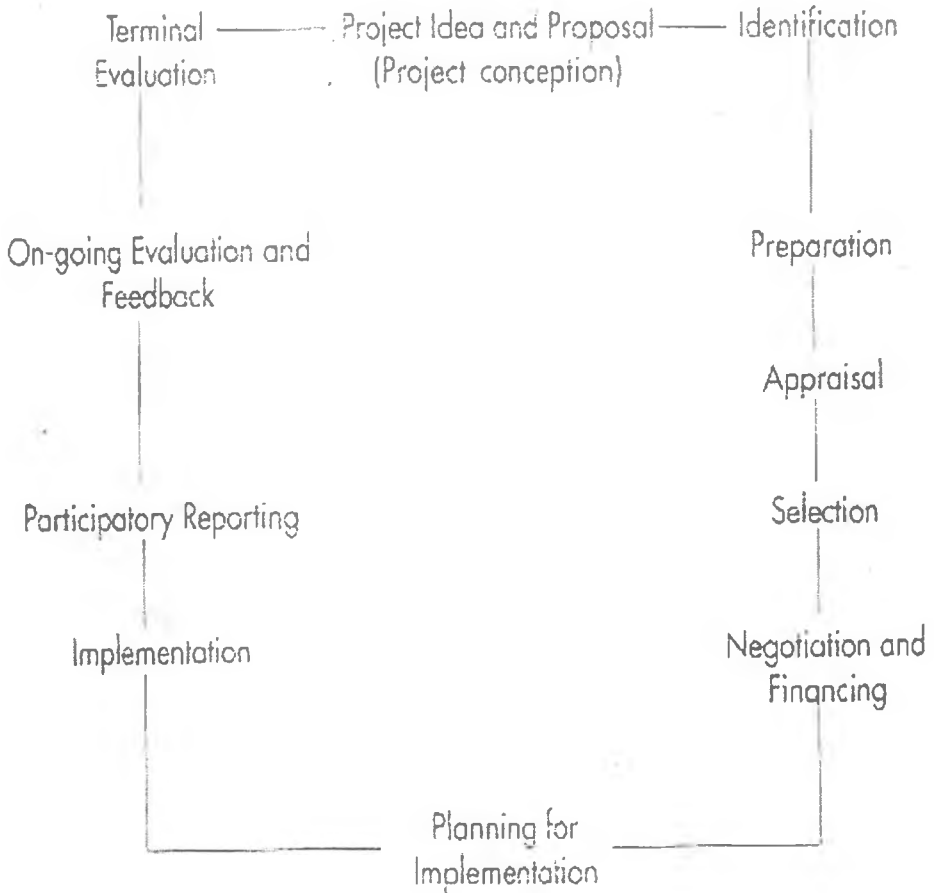 Terminal Evaluation
Project Idea and Proposal (Project conception)
Identification
On-going Evaluation and Feedback
Preparation
Appraisal
Participatory Reporting
Selection
Implementation
Negotiation and Financing
Planning for Implementation